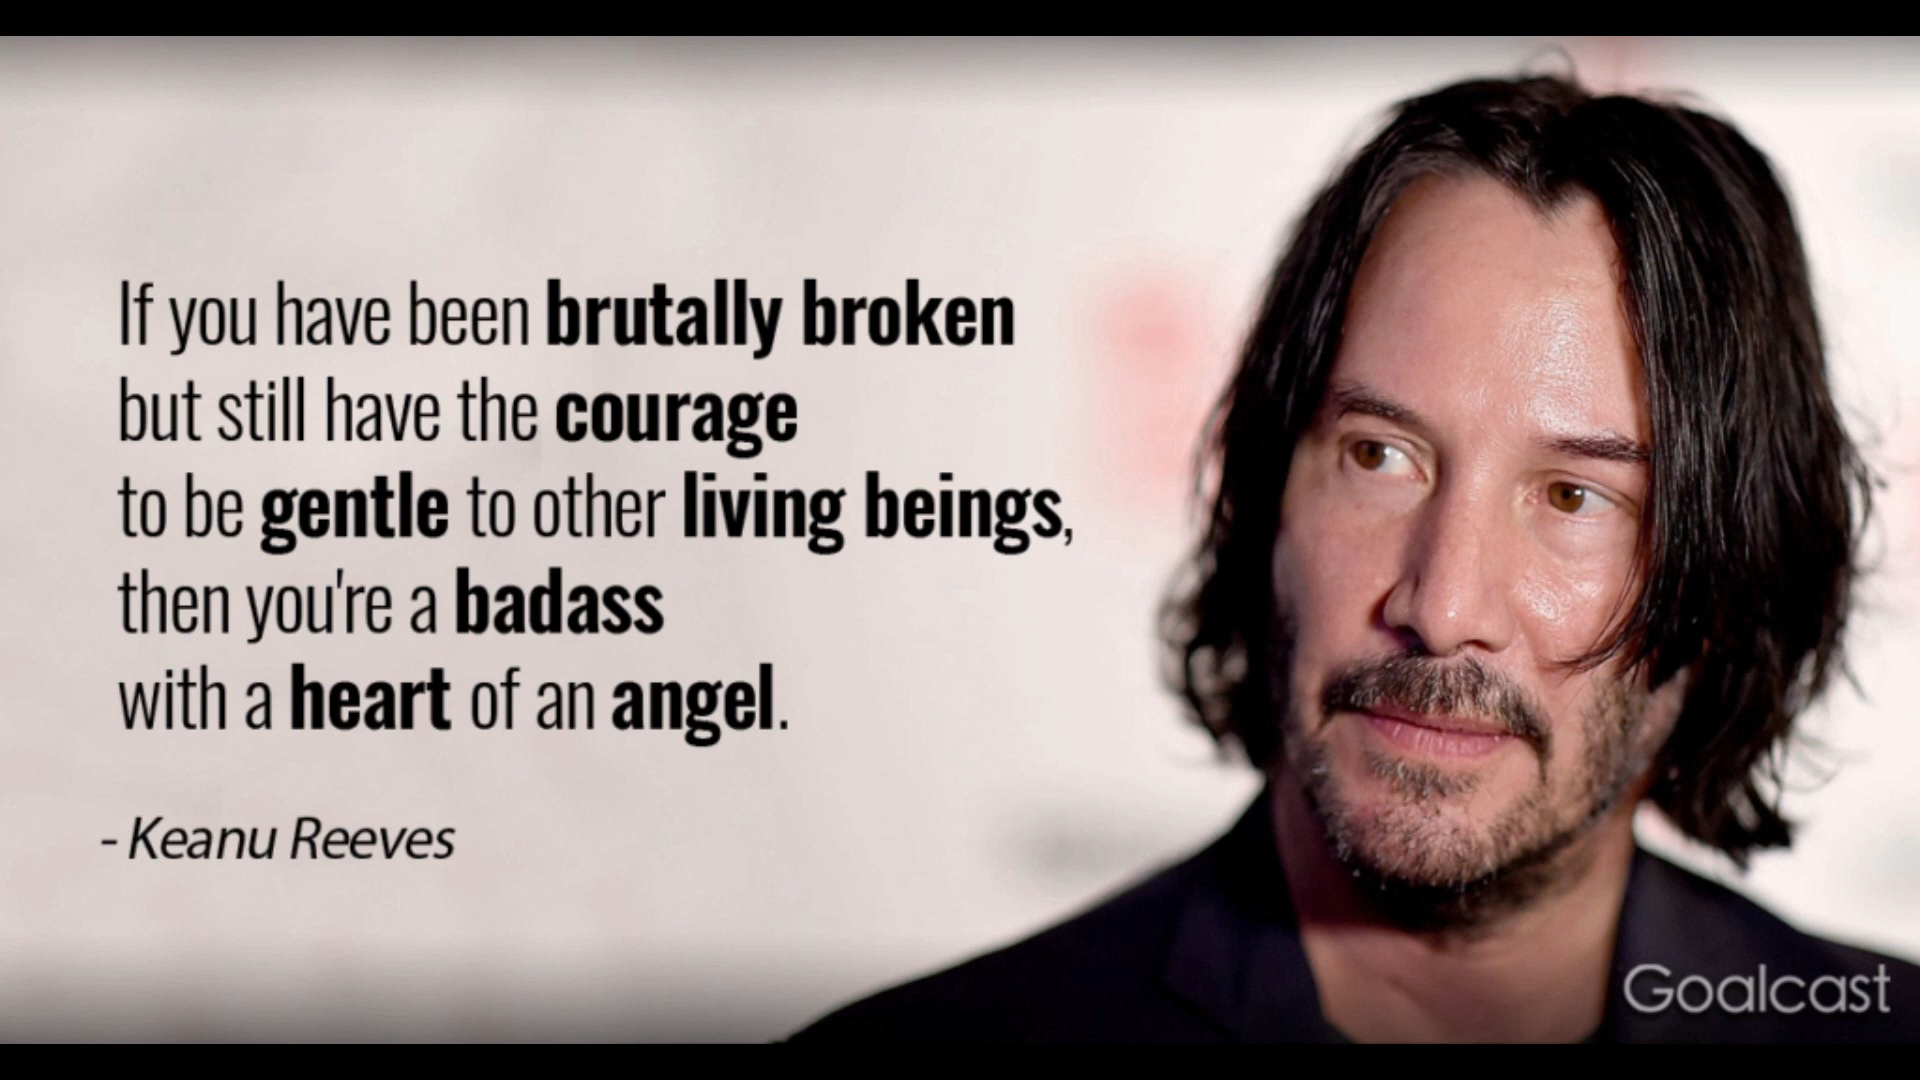 If you have been brutally broken
but still have the courage
to be gentle to other living beings,
then you're a badass
with a heart of an angel.
- Keanu Reeves
Goalcast